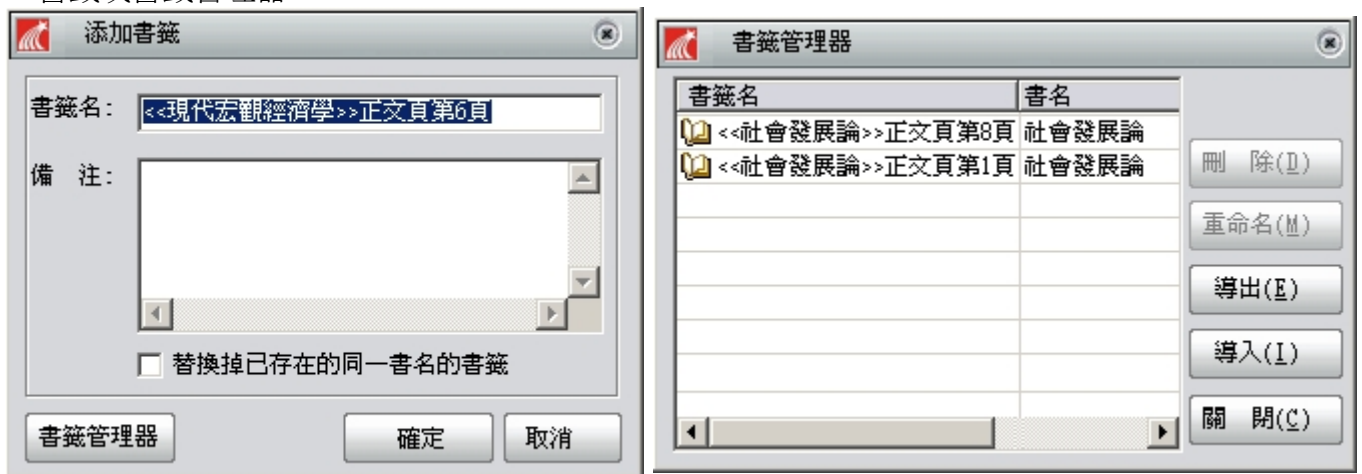 添加書籤
書籤名：
<<現代宏觀經濟學>>正文頁第6頁
備 注：
替換掉已存在的同一書名的書籤
書籤管理器
確定
取消
書籤管理器
書籤名 書名
<<社會發展論>>正文頁第8頁 社會發展論
<<社會發展論>>正文頁第1頁 社會發展論
刪 除(D)
重命名(M)
導出(E)
導入(I)
關 閉(C)